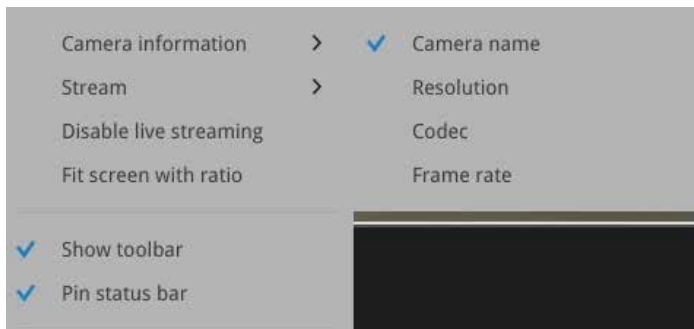 Camera information
Stream
Disable live streaming
Fit screen with ratio
Show toolbar
Pin status bar
Camera name
Resolution
Codec
Frame rate